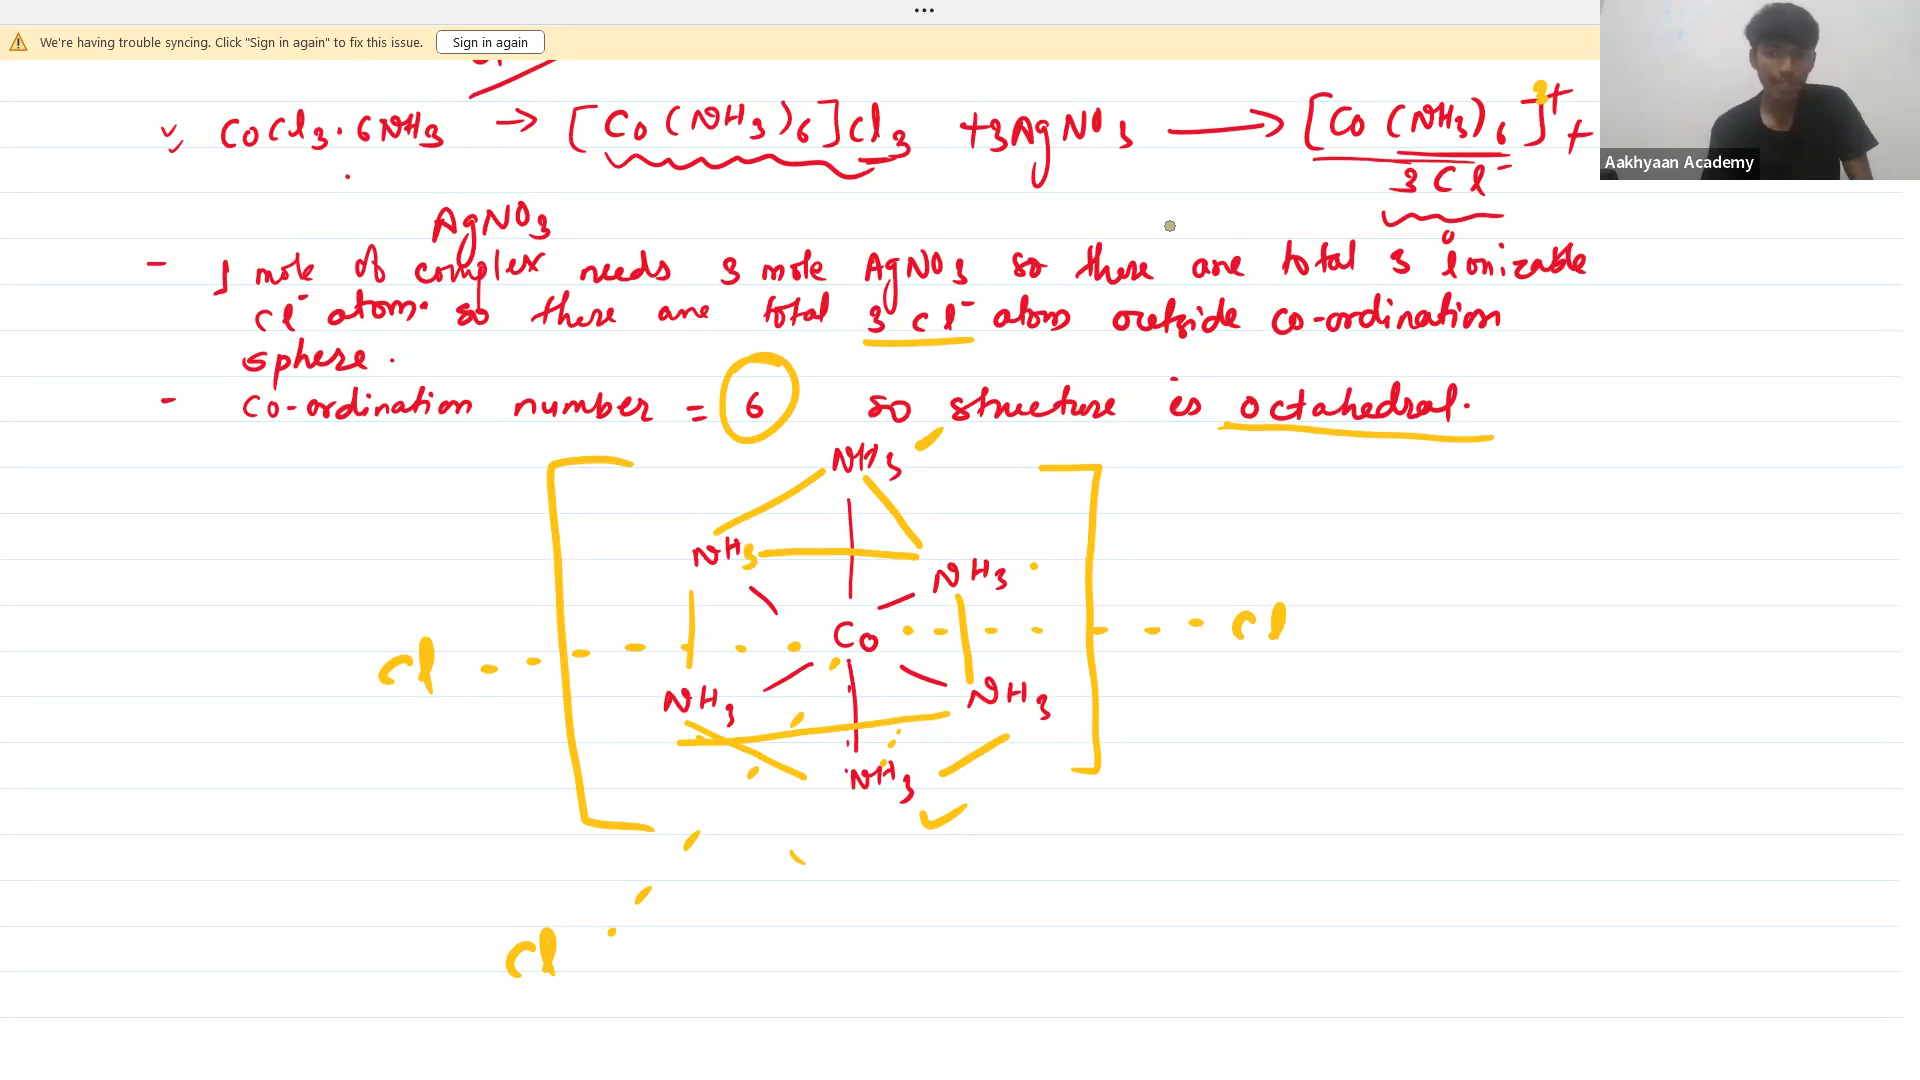 ...
We're having trouble syncing. Click "Sign in again" to fix this issue. Sign in again
CoCl3·6NH3 → [Co(NH3)6]Cl3 +3AgNO3 → [Co(NH3)6]3+ +
3Cl-
Aakhyaan Academy
AgNO3
- 1 mole of complex needs 3 mole AgNO3 so there are total 3 ionizable
Cl- atom. so there are total 3 Cl- atom outside co-ordination
sphere.
- co-ordination number = 6 so structure is octahedral.
NH3
NH3
NH3
Cl Co Cl
NH3 NH3
NH3
Cl